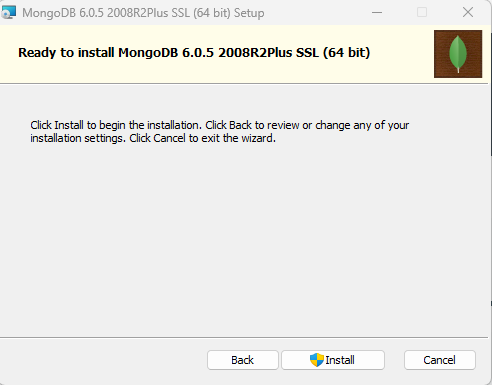 MongoDB 6.0.5 2008R2Plus SSL (64 bit) Setup
Ready to install MongoDB 6.0.5 2008R2Plus SSL (64 bit)
Click Install to begin the installation. Click Back to review or change any of your
installation settings. Click Cancel to exit the wizard.
Back Install Cancel